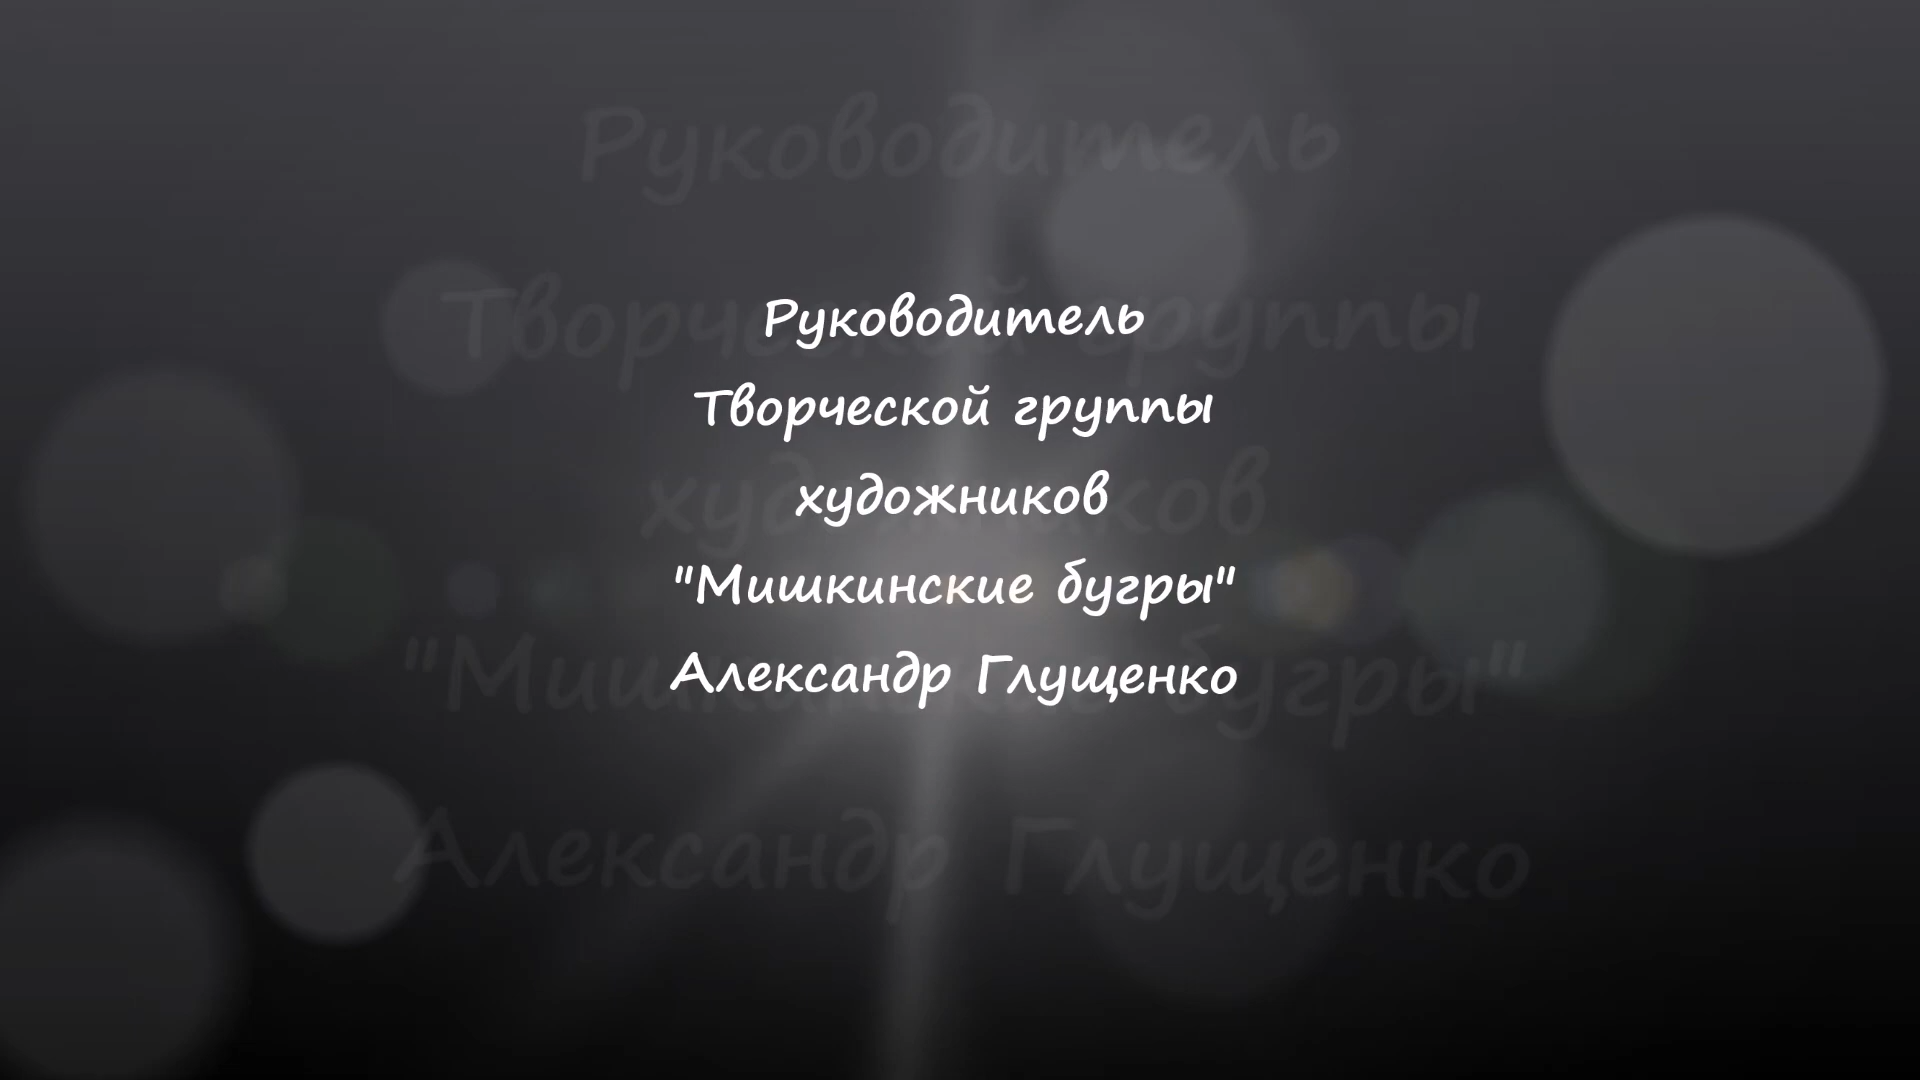 Руководитель
Творческой группы
художников
"Мишкинские бугры"
Александр Глущенко